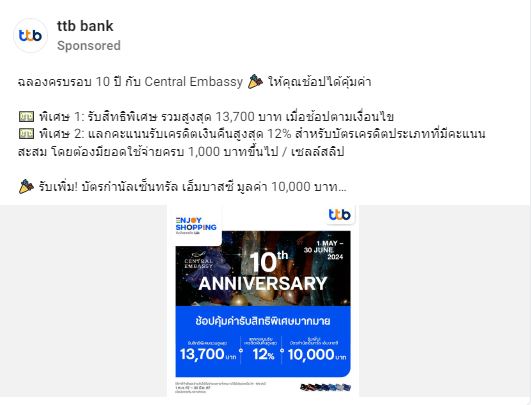 ttb bank
ttb
Sponsored
ฉลองครบรอบ 10 ปี กับ Central Embassy 🎉 ให้คุณช้อปได้คุ้มค่า
💵 พิเศษ 1: รับสิทธิพิเศษ รวมสูงสุด 13,700 บาท เมื่อช้อปตามเงื่อนไข
💵 พิเศษ 2: แลกคะแนนรับเครดิตเงินคืนสูงสุด 12% สำหรับบัตรเครดิตประเภทที่มีคะแนน
สะสม โดยต้องมียอดใช้จ่ายครบ 1,000 บาทขึ้นไป / เซลล์สลิป
🎉 รับเพิ่ม! บัตรกำนัลเซ็นทรัล เอ็มบาสซี มูลค่า 10,000 บาท...
ttb
ENJOY
SHOPPING
1 MAY –
30 JUNE 2024
CENTRAL
EMBASSY
10th
ANNIVERSARY
ช้อปคุ้มค่ารับสิทธิพิเศษมากมาย
13,700 บาท 12% 10,000 บาท